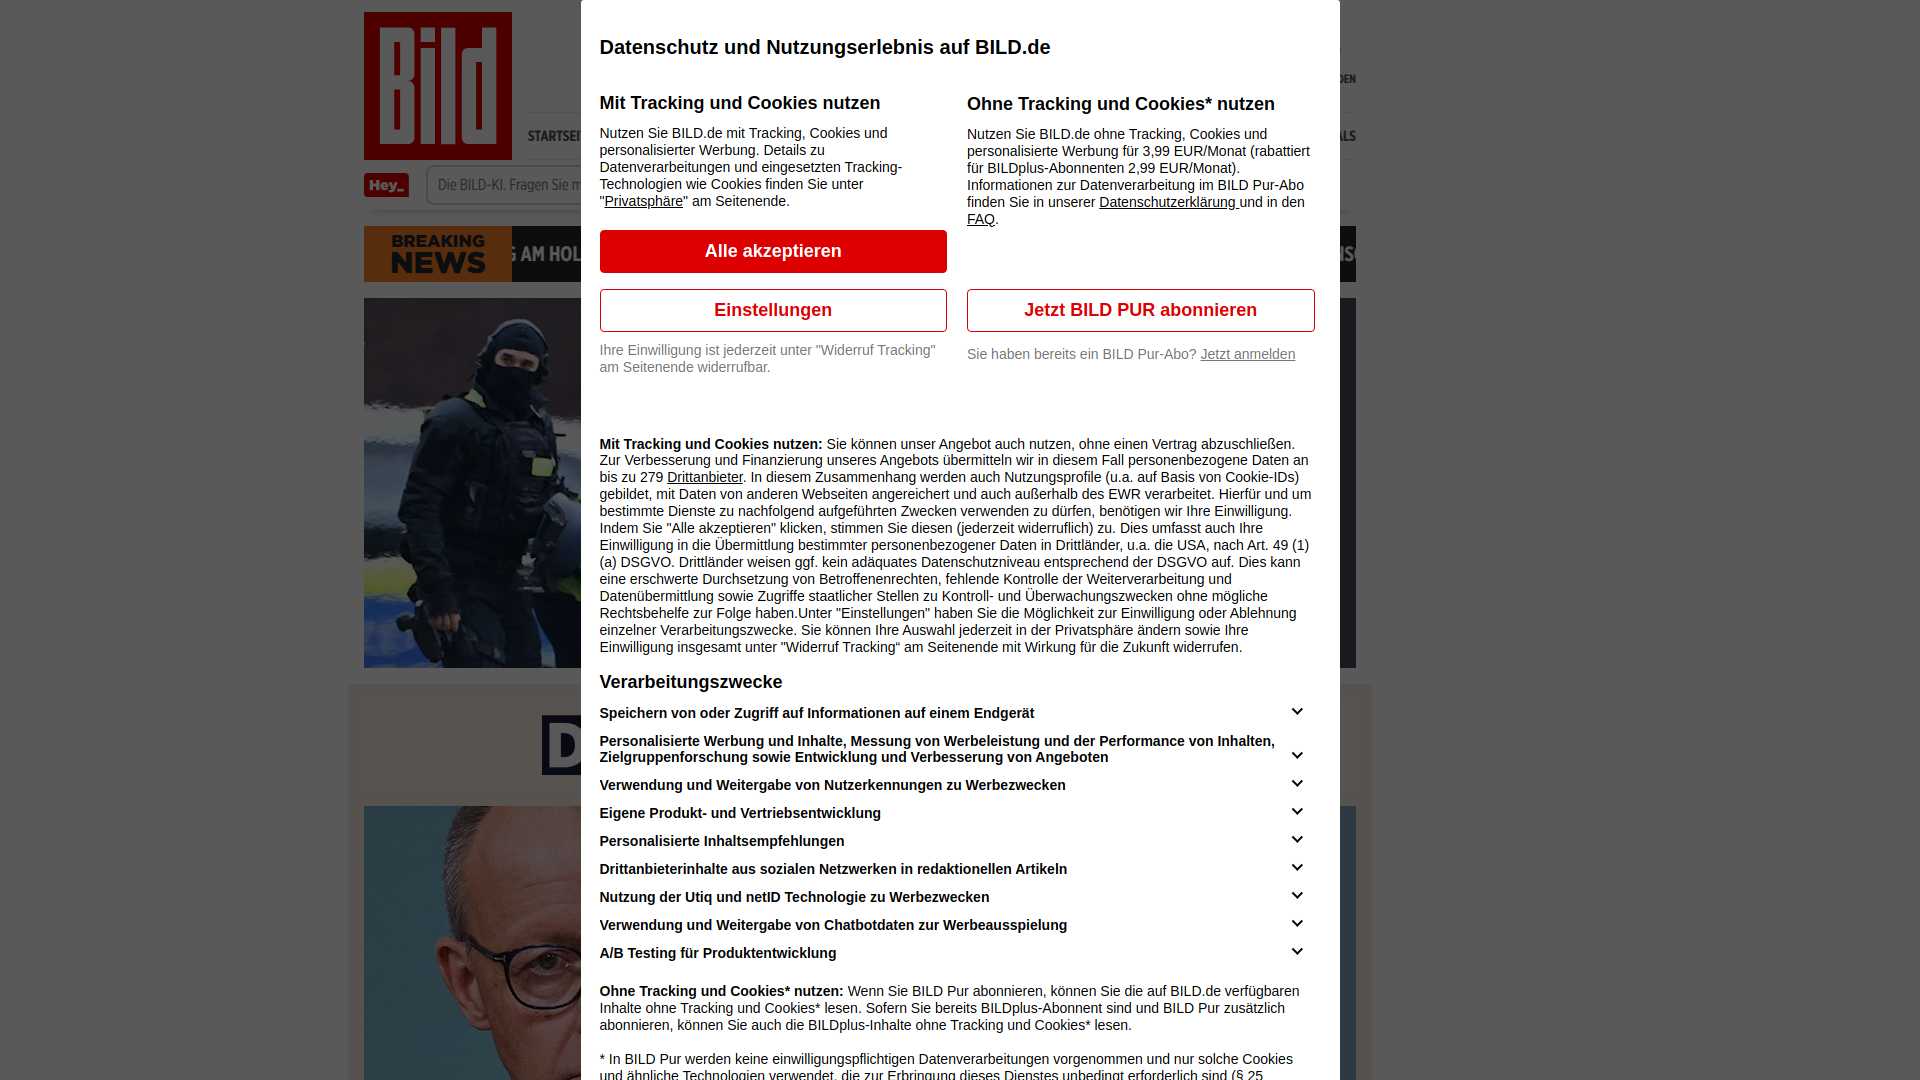 Bild
DEN
STARTSEI
ALS
Hey_
Die BILD-KI. Fragen Sie m
BREAKING
NEWS
G AM HOL
Datenschutz und Nutzungserlebnis auf BILD.de
Mit Tracking und Cookies nutzen
Nutzen Sie BILD.de mit Tracking, Cookies und
personalisierter Werbung. Details zu
Datenverarbeitungen und eingesetzten Tracking-
Technologien wie Cookies finden Sie unter
"Privatsphäre" am Seitenende.
Alle akzeptieren
Einstellungen
Ihre Einwilligung ist jederzeit unter "Widerruf Tracking"
am Seitenende widerrufbar.
Ohne Tracking und Cookies* nutzen
Nutzen Sie BILD.de ohne Tracking, Cookies und
personalisierte Werbung für 3,99 EUR/Monat (rabattiert
für BILDplus-Abonnenten 2,99 EUR/Monat).
Informationen zur Datenverarbeitung im BILD Pur-Abo
finden Sie in unserer Datenschutzerklärung und in den
FAQ.
Jetzt BILD PUR abonnieren
Sie haben bereits ein BILD Pur-Abo? Jetzt anmelden
Mit Tracking und Cookies nutzen: Sie können unser Angebot auch nutzen, ohne einen Vertrag abzuschließen.
Zur Verbesserung und Finanzierung unseres Angebots übermitteln wir in diesem Fall personenbezogene Daten an
bis zu 279 Drittanbieter. In diesem Zusammenhang werden auch Nutzungsprofile (u.a. auf Basis von Cookie-IDs)
gebildet, mit Daten von anderen Webseiten angereichert und auch außerhalb des EWR verarbeitet. Hierfür und um
bestimmte Dienste zu nachfolgend aufgeführten Zwecken verwenden zu dürfen, benötigen wir Ihre Einwilligung.
Indem Sie "Alle akzeptieren" klicken, stimmen Sie diesen (jederzeit widerruflich) zu. Dies umfasst auch Ihre
Einwilligung in die Übermittlung bestimmter personenbezogener Daten in Drittländer, u.a. die USA, nach Art. 49 (1)
(a) DSGVO. Drittländer weisen ggf. kein adäquates Datenschutzniveau entsprechend der DSGVO auf. Dies kann
eine erschwerte Durchsetzung von Betroffenenrechten, fehlende Kontrolle der Weiterverarbeitung und
Datenübermittlung sowie Zugriffe staatlicher Stellen zu Kontroll- und Überwachungszwecken ohne mögliche
Rechtsbehelfe zur Folge haben.Unter "Einstellungen" haben Sie die Möglichkeit zur Einwilligung oder Ablehnung
einzelner Verarbeitungszwecke. Sie können Ihre Auswahl jederzeit in der Privatsphäre ändern sowie Ihre
Einwilligung insgesamt unter "Widerruf Tracking“ am Seitenende mit Wirkung für die Zukunft widerrufen.
Verarbeitungszwecke
Speichern von oder Zugriff auf Informationen auf einem Endgerät
Personalisierte Werbung und Inhalte, Messung von Werbeleistung und der Performance von Inhalten,
Zielgruppenforschung sowie Entwicklung und Verbesserung von Angeboten
Verwendung und Weitergabe von Nutzerkennungen zu Werbezwecken
Eigene Produkt- und Vertriebsentwicklung
Personalisierte Inhaltsempfehlungen
Drittanbieterinhalte aus sozialen Netzwerken in redaktionellen Artikeln
Nutzung der Utiq und netID Technologie zu Werbezwecken
Verwendung und Weitergabe von Chatbotdaten zur Werbeausspielung
A/B Testing für Produktentwicklung
Ohne Tracking und Cookies* nutzen: Wenn Sie BILD Pur abonnieren, können Sie die auf BILD.de verfügbaren
Inhalte ohne Tracking und Cookies* lesen. Sofern Sie bereits BILDplus-Abonnent sind und BILD Pur zusätzlich
abonnieren, können Sie auch die BILDplus-Inhalte ohne Tracking und Cookies* lesen.
* In BILD Pur werden keine einwilligungspflichtigen Datenverarbeitungen vorgenommen und nur solche Cookies
und ähnliche Technologien verwendet, die zur Erbringung dieses Dienstes unbedingt erforderlich sind (§ 25